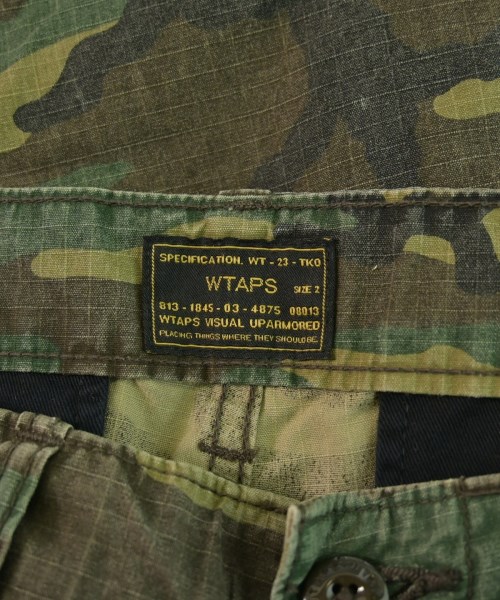 SPECIFICATION. WT - 23 - TKO
WTAPS SIZE 2
813 - 1845 - 03 - 4875 08013
WTAPS VISUAL UPARMORED
PLACING THINGS WHERE THEY SHOULD BE.